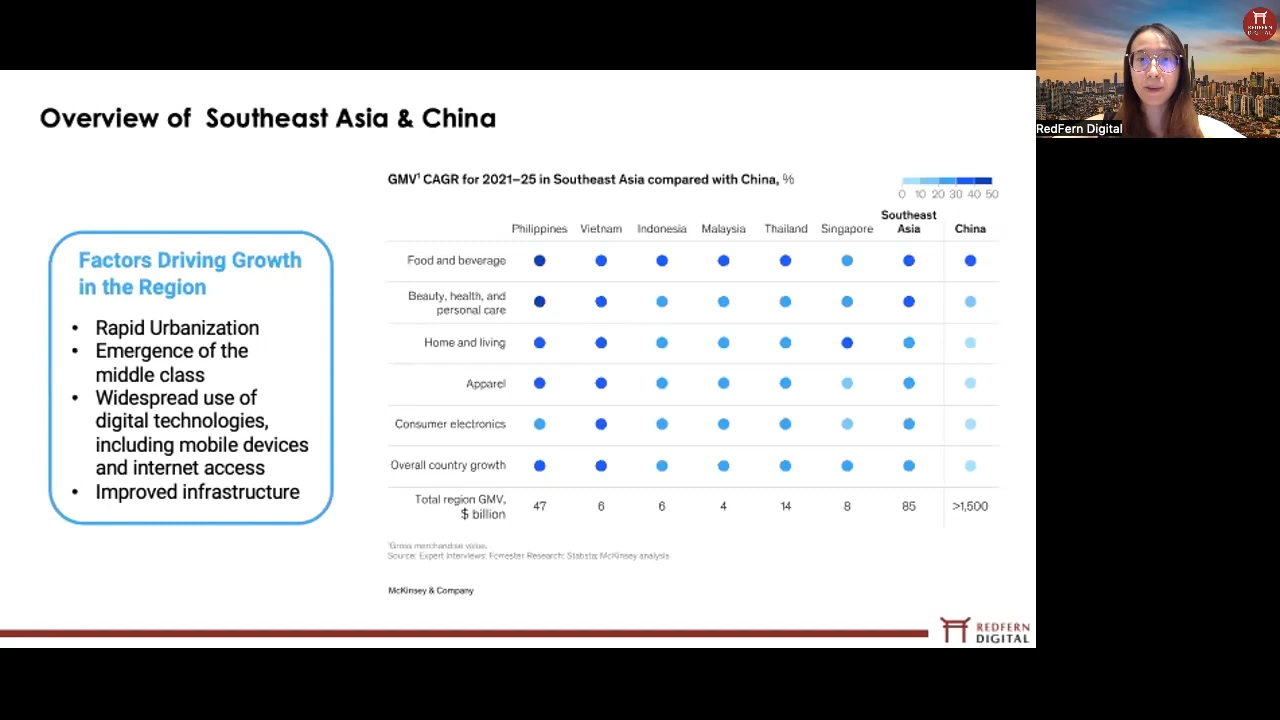 REDFERN
DIGITAL
RedFern Digital
Overview of Southeast Asia & China
Factors Driving Growth
in the Region
• Rapid Urbanization
• Emergence of the
middle class
• Widespread use of
digital technologies,
including mobile devices
and internet access
• Improved infrastructure
GMV¹ CAGR for 2021–25 in Southeast Asia compared with China, %
0 10 20 30 40 50
Philippines Vietnam Indonesia Malaysia Thailand Singapore Southeast Asia China
Food and beverage
Beauty, health, and
personal care
Home and living
Apparel
Consumer electronics
Overall country growth
Total region GMV,
$ billion
47 6 6 4 14 8 85 >1,500
¹Gross merchandise value.
Source: Expert Interviews; Forrester Research; Statista; McKinsey analysis
McKinsey & Company
REDFERN
DIGITAL